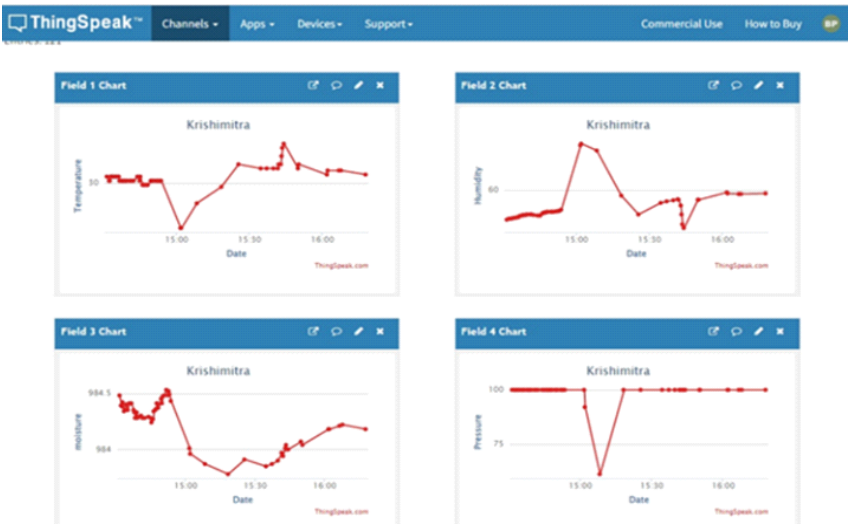 ThingSpeak™ Channels Apps Devices Support Commercial Use How to Buy BP
Field 1 Chart
Krishimitra
Temperature
50
15:00 15:30 16:00
Date
ThingSpeak.com
Field 2 Chart
Krishimitra
Humidity
60
15:00 15:30 16:00
Date
ThingSpeak.com
Field 3 Chart
Krishimitra
moisture
984.5
984
15:00 15:30 16:00
Date
ThingSpeak.com
Field 4 Chart
Krishimitra
Pressure
100
75
15:00 15:30 16:00
Date
ThingSpeak.com